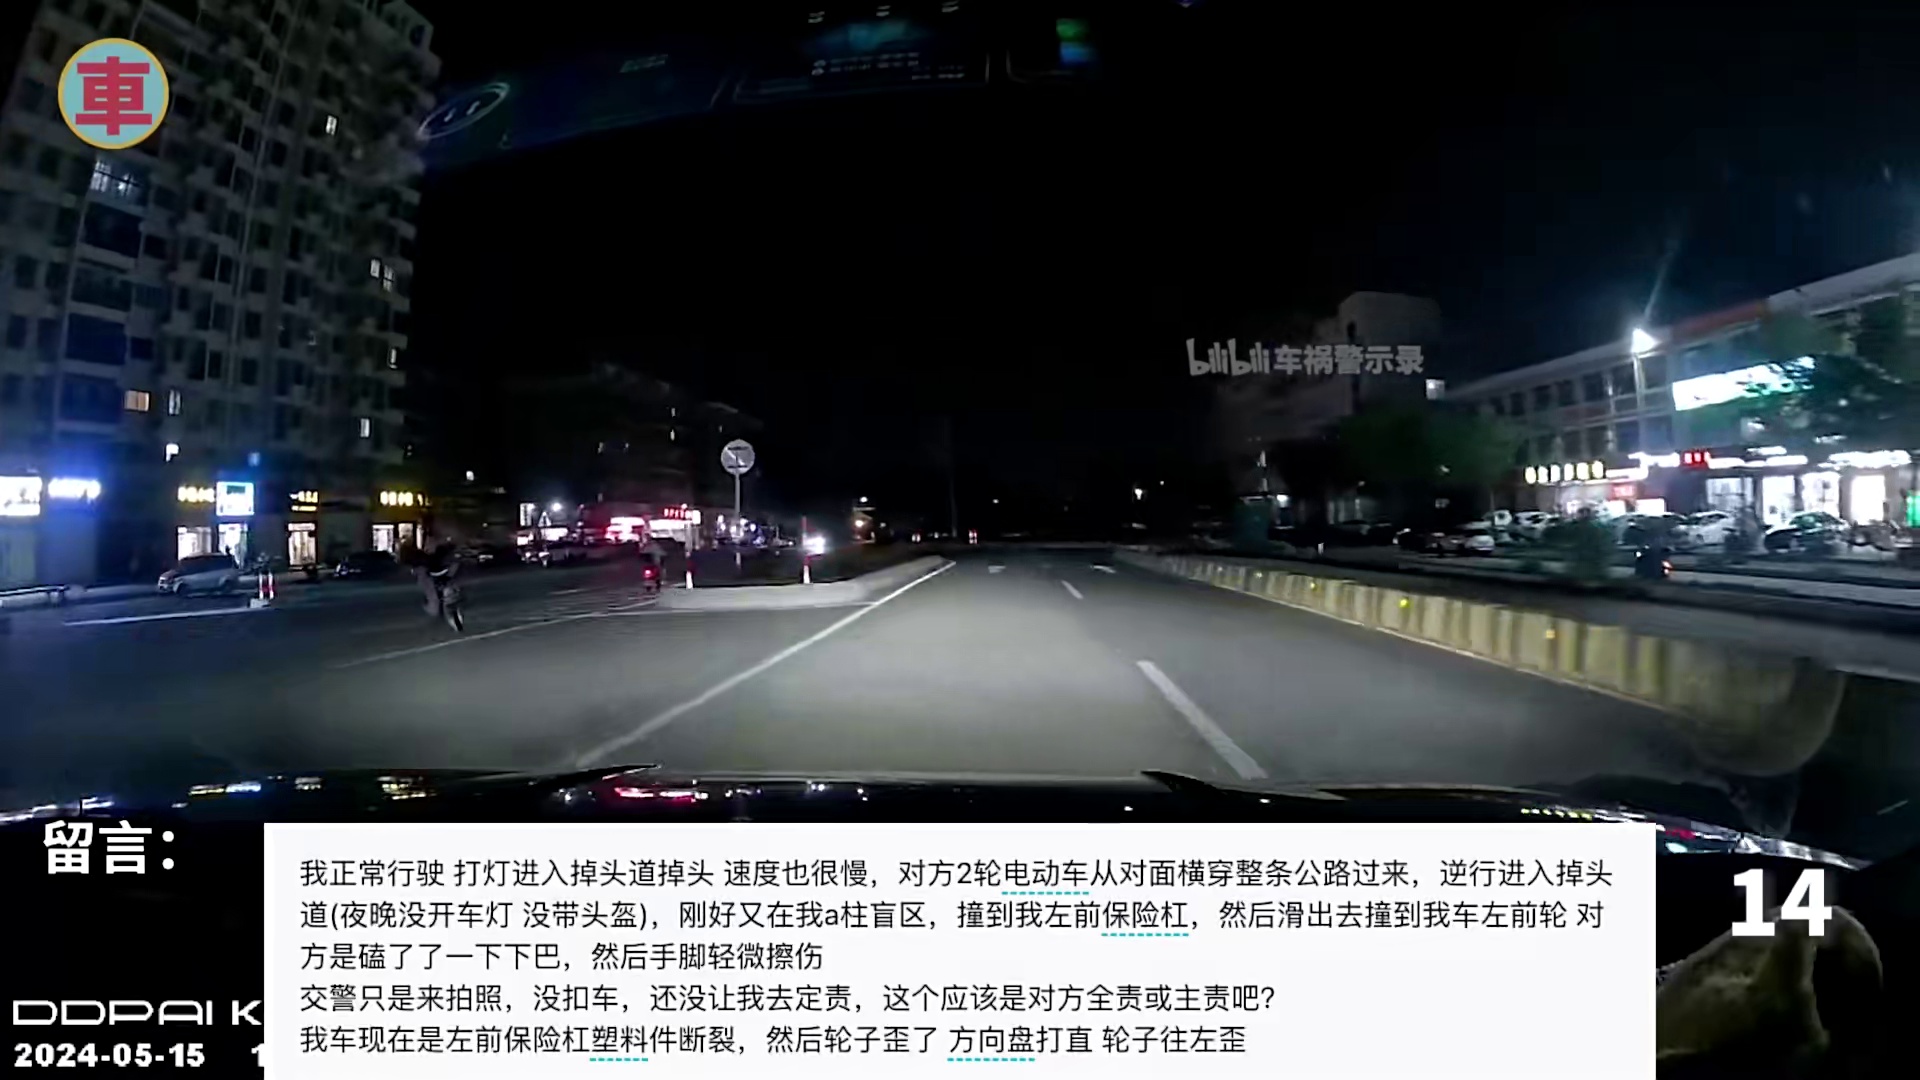 車
bilibili 车祸警示录
留言：
我正常行驶 打灯进入掉头道掉头 速度也很慢，对方2轮电动车从对面横穿整条公路过来，逆行进入掉头
道(夜晚没开车灯 没带头盔)，刚好又在我a柱盲区，撞到我左前保险杠，然后滑出去撞到我车左前轮 对
方是磕了了一下下巴，然后手脚轻微擦伤
交警只是来拍照，没扣车，还没让我去定责，这个应该是对方全责或主责吧？
我车现在是左前保险杠塑料件断裂，然后轮子歪了 方向盘打直 轮子往左歪
14
DDPAI K
2024-05-15 1